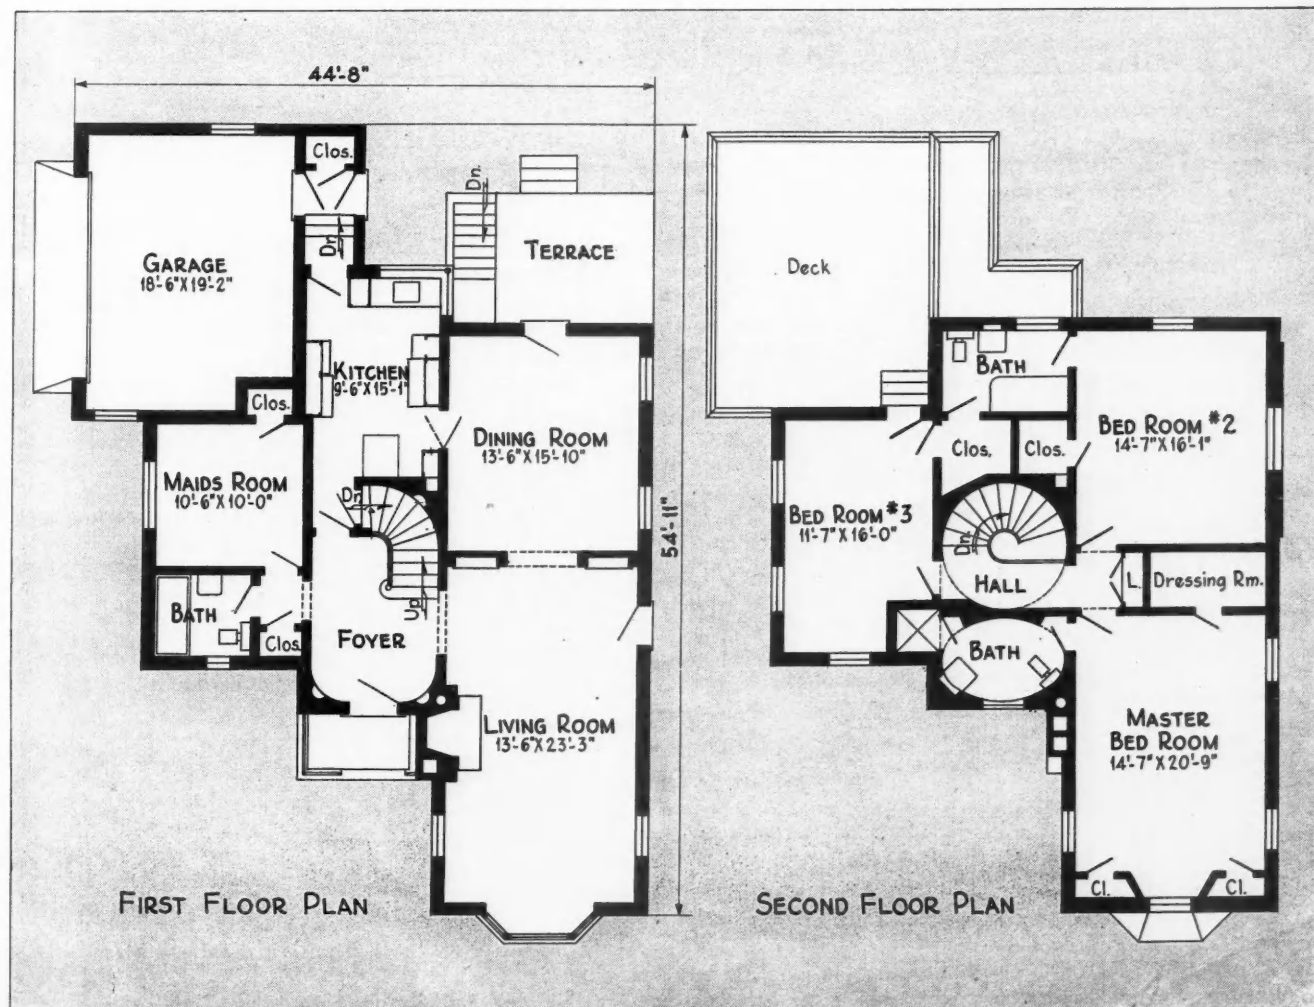 44'-8"
Clos.
Dn.
Dn.
GARAGE
18'-6"X19'-2"
TERRACE
KITCHEN
9'-6"X15'-1"
Clos.
DINING ROOM
13'-6"X15'-10"
MAIDS ROOM
10'-6"X10'-0"
Dn.
54'-11"
BATH
Up
Clos.
FOYER
LIVING ROOM
13'-6"X23'-3"
FIRST FLOOR PLAN
Deck
BATH
BED ROOM #2
14'-7"X16'-1"
Clos.
Clos.
BED ROOM #3
11'-7"X16'-0"
Dn.
HALL
L.
Dressing Rm.
BATH
MASTER
BED ROOM
14'-7"X20'-9"
Cl.
Cl.
SECOND FLOOR PLAN